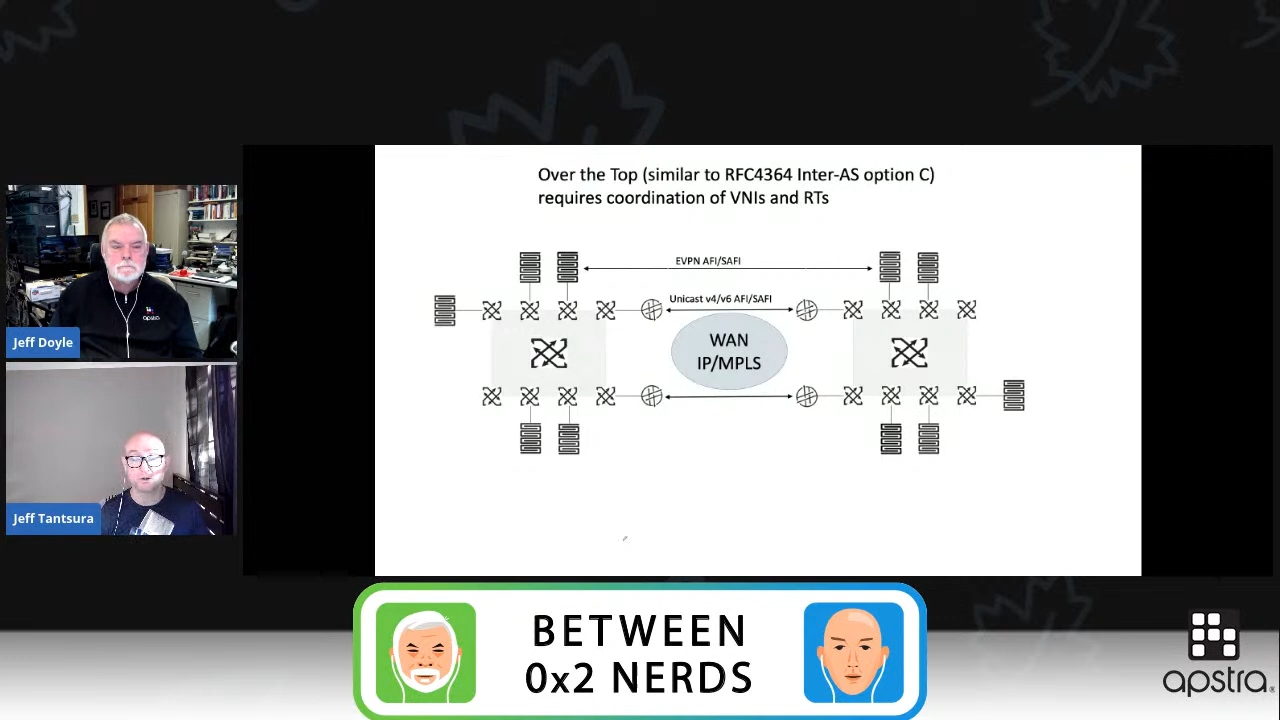 Over the Top (similar to RFC4364 Inter-AS option C)
requires coordination of VNIs and RTs
EVPN AFI/SAFI
Unicast v4/v6 AFI/SAFI
WAN
IP/MPLS
apstra
Jeff Doyle
Jeff Tantsura
BETWEEN
0x2 NERDS
apstra